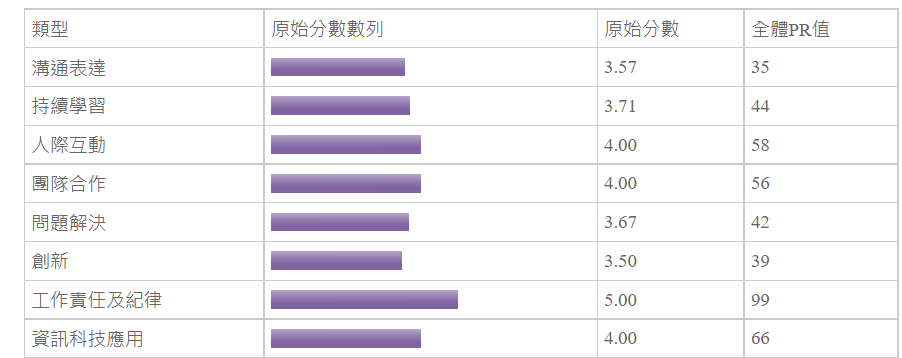 類型 原始分數數列 原始分數 全體PR值
溝通表達 3.57 35
持續學習 3.71 44
人際互動 4.00 58
團隊合作 4.00 56
問題解決 3.67 42
創新 3.50 39
工作責任及紀律 5.00 99
資訊科技應用 4.00 66